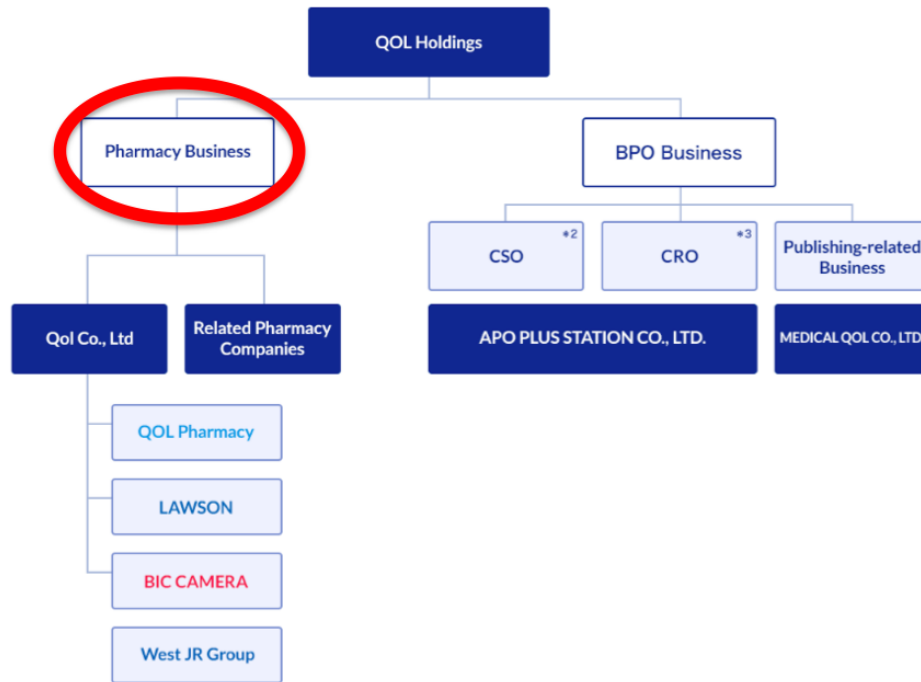 QOL Holdings
Pharmacy Business
BPO Business
CSO
*2
CRO
*3
Publishing-related
Business
Qol Co., Ltd
Related Pharmacy
Companies
APO PLUS STATION CO., LTD.
MEDICAL QOL CO., LTD
QOL Pharmacy
LAWSON
BIC CAMERA
West JR Group